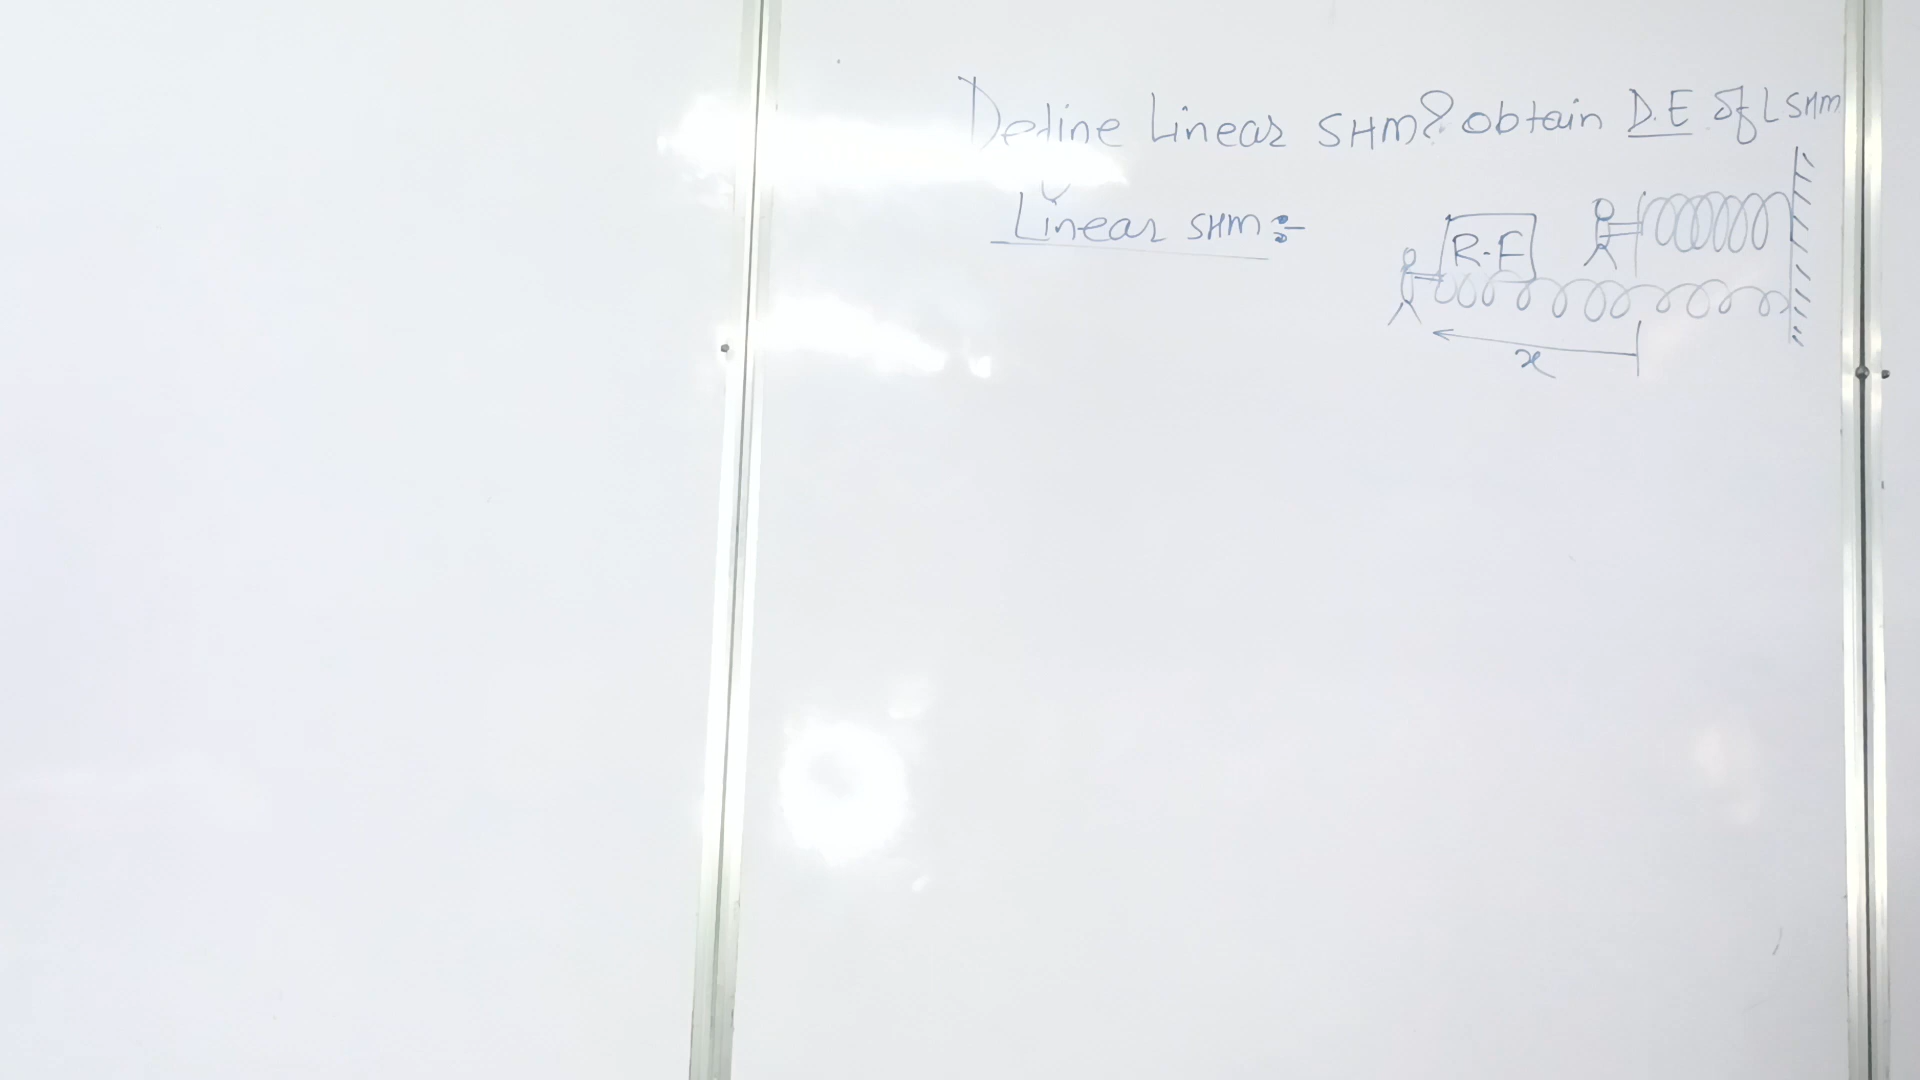 Define Linear SHM? obtain D.E of LSHM
Linear SHM :-
R.F
x